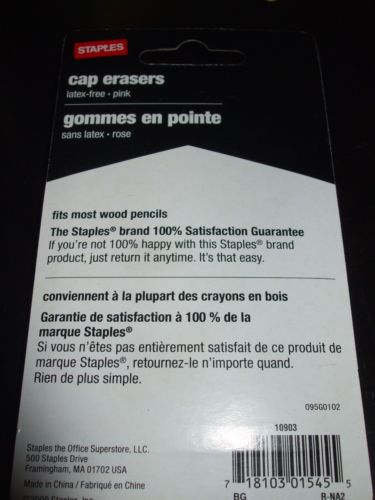 STAPLES
cap erasers
latex-free • pink
gommes en pointe
sans latex • rose
fits most wood pencils
The Staples® brand 100% Satisfaction Guarantee
If you're not 100% happy with this Staples® brand
product, just return it anytime. It's that easy.
conviennent à la plupart des crayons en bois
Garantie de satisfaction à 100 % de la
marque Staples®
Si vous n'êtes pas entièrement satisfait de ce produit de
marque Staples®, retournez-le n'importe quand.
Rien de plus simple.
095G0102
10903
Staples the Office Superstore, LLC.
500 Staples Drive
Framingham, MA 01702 USA
Made in China / Fabriqué en Chine
7 18103 01545 5
BG R-NA2